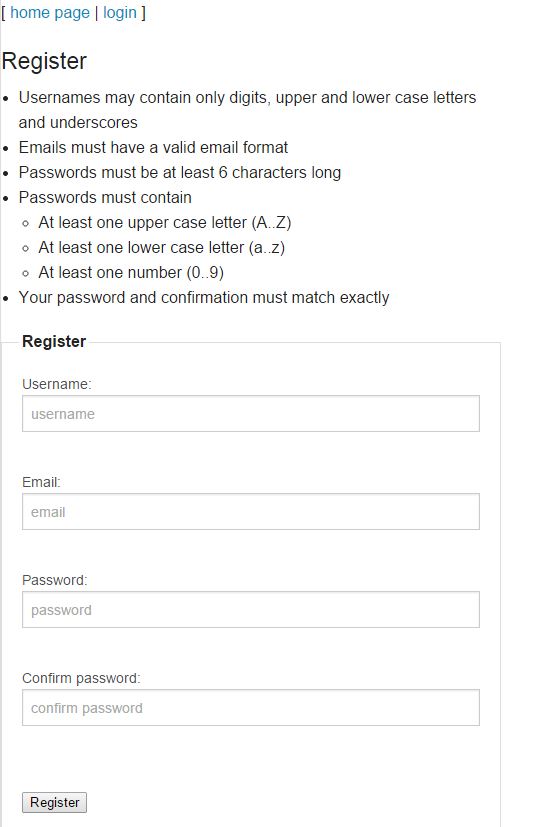 [ home page | login ]
Register
• Usernames may contain only digits, upper and lower case letters
and underscores
• Emails must have a valid email format
• Passwords must be at least 6 characters long
• Passwords must contain
◦ At least one upper case letter (A..Z)
◦ At least one lower case letter (a..z)
◦ At least one number (0..9)
• Your password and confirmation must match exactly
Register
Username:
username
Email:
email
Password:
password
Confirm password:
confirm password
Register